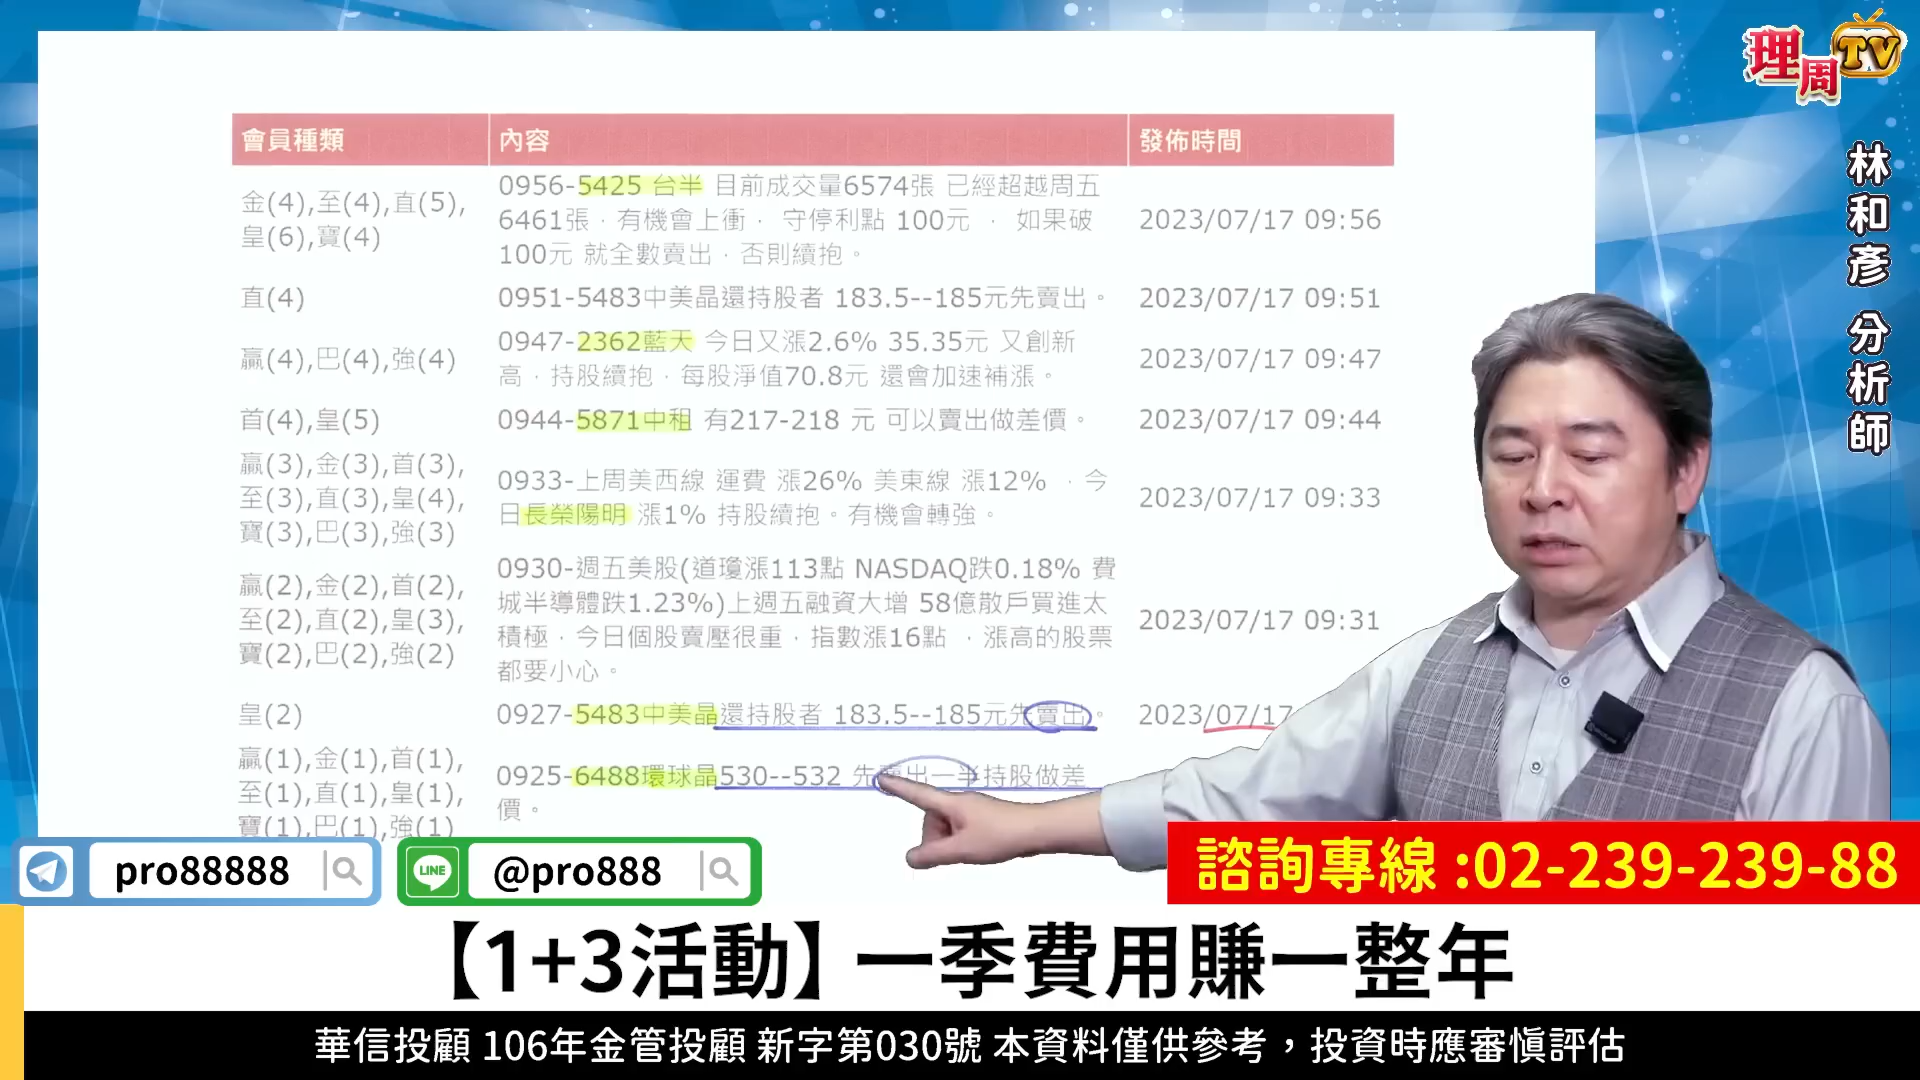 理周TV
林和彥 分析師
會員種類 內容 發佈時間
金(4),至(4),直(5),
皇(6),寶(4)
0956-5425 台半 目前成交量6574張 已經超越周五
6461張，有機會上衝， 守停利點 100元 ， 如果破
100元 就全數賣出，否則續抱。
2023/07/17 09:56
直(4)
0951-5483中美晶還持股者 183.5--185元先賣出。
2023/07/17 09:51
贏(4),巴(4),強(4)
0947-2362藍天 今日又漲2.6% 35.35元 又創新
高，持股續抱，每股淨值70.8元 還會加速補漲。
2023/07/17 09:47
首(4),皇(5)
0944-5871中租 有217-218 元 可以賣出做差價。
2023/07/17 09:44
贏(3),金(3),首(3),
至(3),直(3),皇(4),
寶(3),巴(3),強(3)
0933-上周美西線 運費 漲26% 美東線 漲12% ，今
日長榮陽明 漲1% 持股續抱。有機會轉強。
2023/07/17 09:33
贏(2),金(2),首(2),
至(2),直(2),皇(3),
寶(2),巴(2),強(2)
0930-週五美股(道瓊漲113點 NASDAQ跌0.18% 費
城半導體跌1.23%)上週五融資大增 58億散戶買進太
積極，今日個股賣壓很重，指數漲16點 ，漲高的股票
都要小心。
2023/07/17 09:31
皇(2)
0927-5483中美晶還持股者 183.5--185元先賣出。
2023/07/17
贏(1),金(1),首(1),
至(1),直(1),皇(1),
寶(1),巴(1),強(1)
0925-6488環球晶530--532 先賣出一半持股做差
價。
pro88888
LINE @pro888
諮詢專線 :02-239-239-88
【1+3活動】一季費用賺一整年
華信投顧 106年金管投顧 新字第030號 本資料僅供參考，投資時應審慎評估